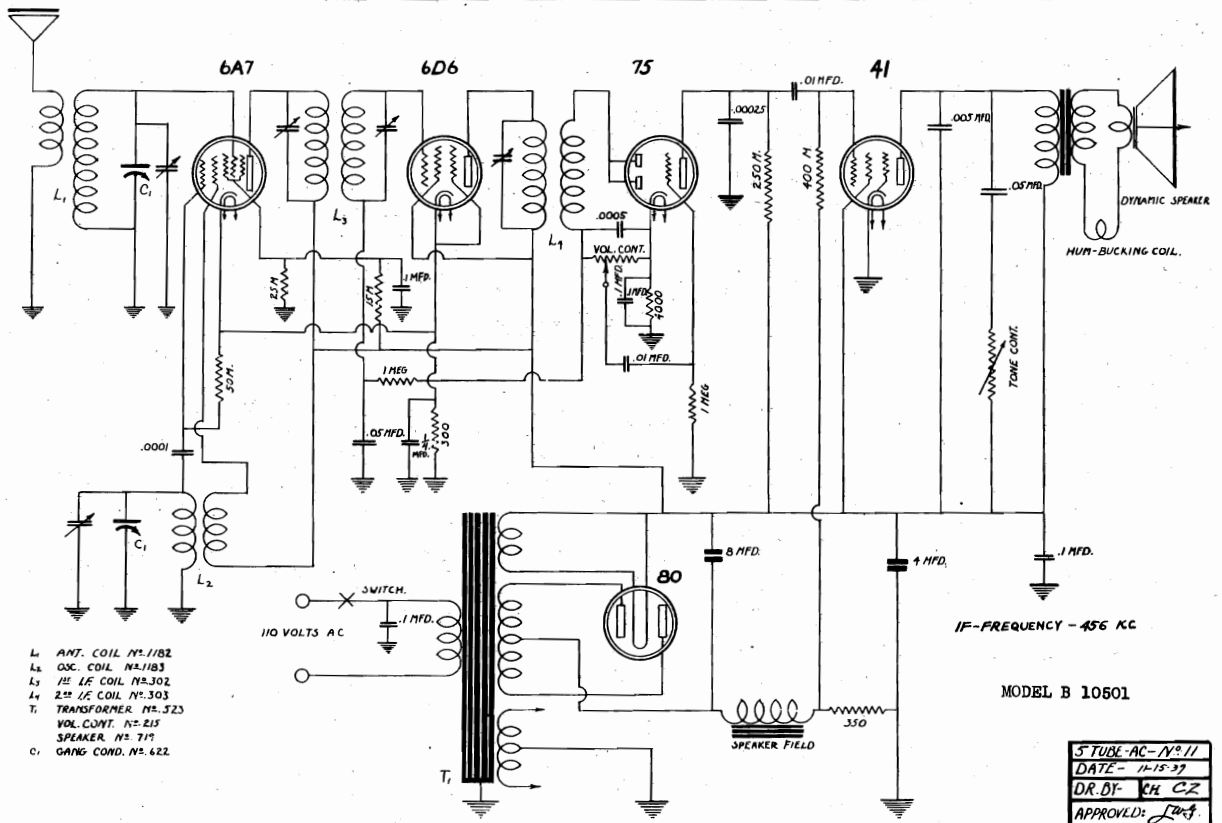 6A7
6D6
75
41
.01 MFD.
.00025
.005 MFD
C₁
250 M.
400 M
.05 MFD.
L₁
L₃
L₄
DYNAMIC SPEAKER
.0005
VOL. CONT.
HUM-BUCKING COIL.
25 M
15 M
.1 MFD.
.1 MFD.
.1 MFD
4000
TONE CONT.
.01 MFD.
50 M.
1 MEG
1 MEG
.0001
.05 MFD.
¼ MFD.
300
C₁
L₂
8 MFD.
4 MFD.
.1 MFD.
80
SWITCH.
110 VOLTS AC
.1 MFD.
IF-FREQUENCY - 456 KC
L₁ ANT. COIL Nº.1182
L₂ OSC. COIL Nº.1183
L₃ 1ST I.F. COIL Nº.302
L₄ 2ND I.F. COIL Nº.303
T₁ TRANSFORMER Nº.523
VOL. CONT. Nº.215
SPEAKER Nº.719
C₁ GANG COND. Nº.622
MODEL B 10501
350
SPEAKER FIELD
T₁
5 TUBE-AC-Nº.11
DATE- 11-15-37
DR. BY- CH CZ
APPROVED: